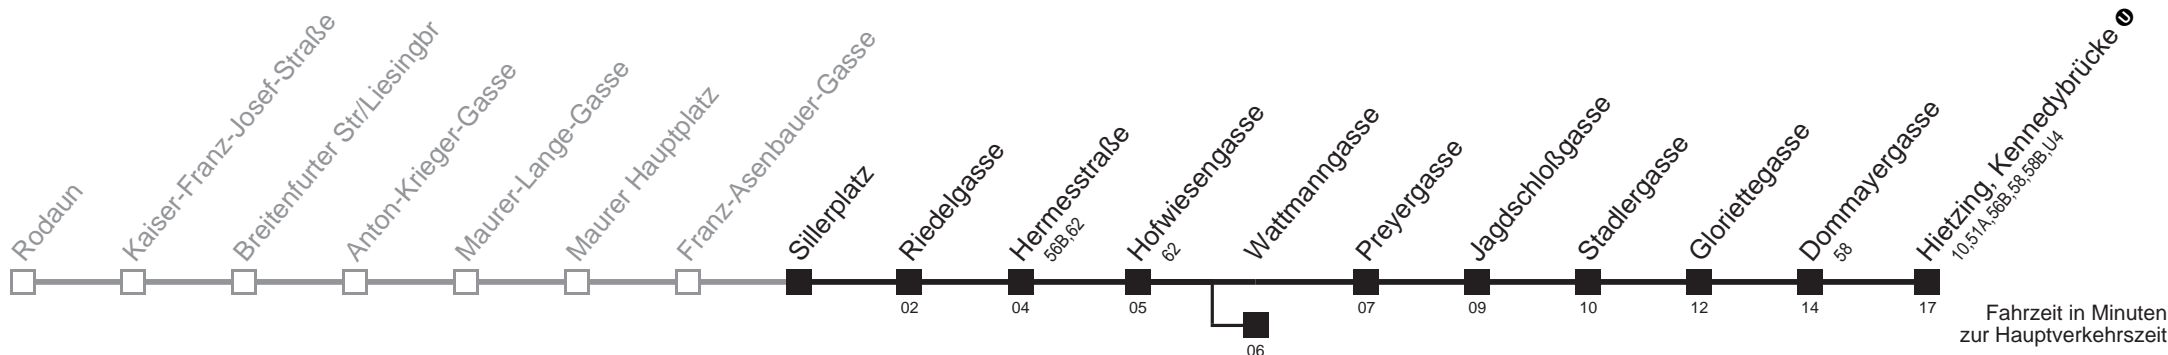 Rodaun
Kaiser-Franz-Josef-Straße
Breitenfurter Str/Liesingbr
Anton-Krieger-Gasse
Maurer-Lange-Gasse
Maurer Hauptplatz
Franz-Asenbauer-Gasse
Sillerplatz
Riedelgasse
02
Hermesstraße
56B,62
04
Hofwiesengasse
62
05
Wattmanngasse
06
Preyergasse
07
Jagdschloßgasse
09
Stadlergasse
10
Gloriettegasse
12
Dommayergasse
58
14
Hietzing, Kennedybrücke U
10,51A,56B,58,58B,U4
17
Fahrzeit in Minuten
zur Hauptverkehrszeit